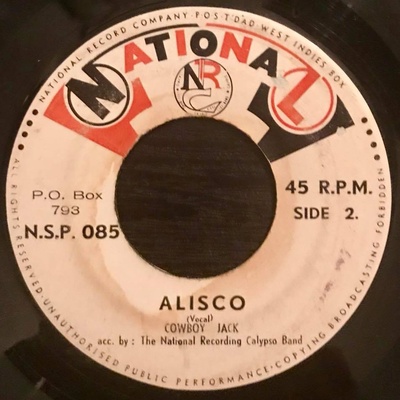 NATIONAL RECORD COMPANY·P·O·S·T'DAD·WEST INDIES BOX
NATIONAL
NR
P.O. Box
793
N.S.P. 085
45 R.P.M.
SIDE 2.
ALISCO
(Vocal)
COWBOY JACK
acc. by : The National Recording Calypso Band
ALL RIGHTS RESERVED·UNAUTHORISED PUBLIC PERFORMANCE·COPYING BROADCASTING FORBIDDEN